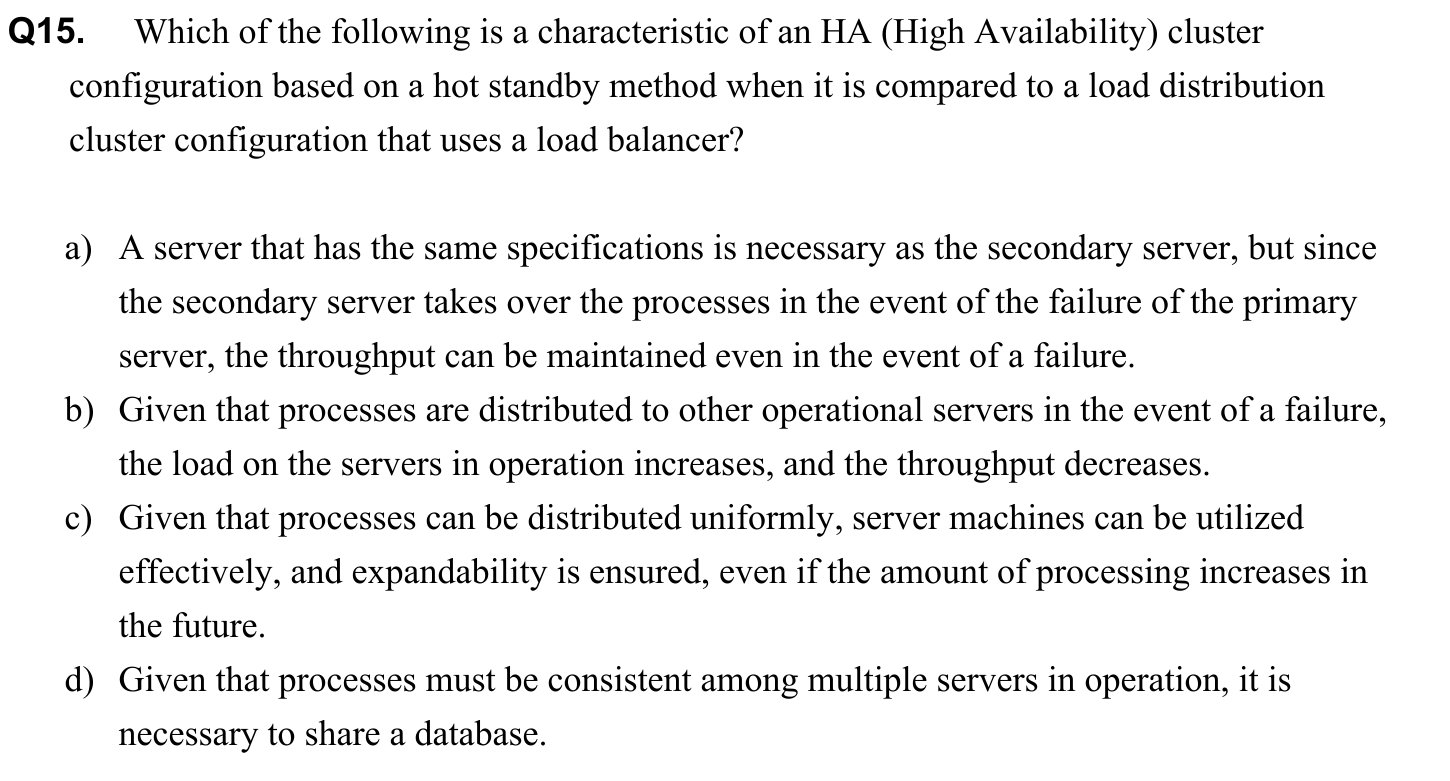 Q15. Which of the following is a characteristic of an HA (High Availability) cluster
configuration based on a hot standby method when it is compared to a load distribution
cluster configuration that uses a load balancer?
a) A server that has the same specifications is necessary as the secondary server, but since
the secondary server takes over the processes in the event of the failure of the primary
server, the throughput can be maintained even in the event of a failure.
b) Given that processes are distributed to other operational servers in the event of a failure,
the load on the servers in operation increases, and the throughput decreases.
c) Given that processes can be distributed uniformly, server machines can be utilized
effectively, and expandability is ensured, even if the amount of processing increases in
the future.
d) Given that processes must be consistent among multiple servers in operation, it is
necessary to share a database.